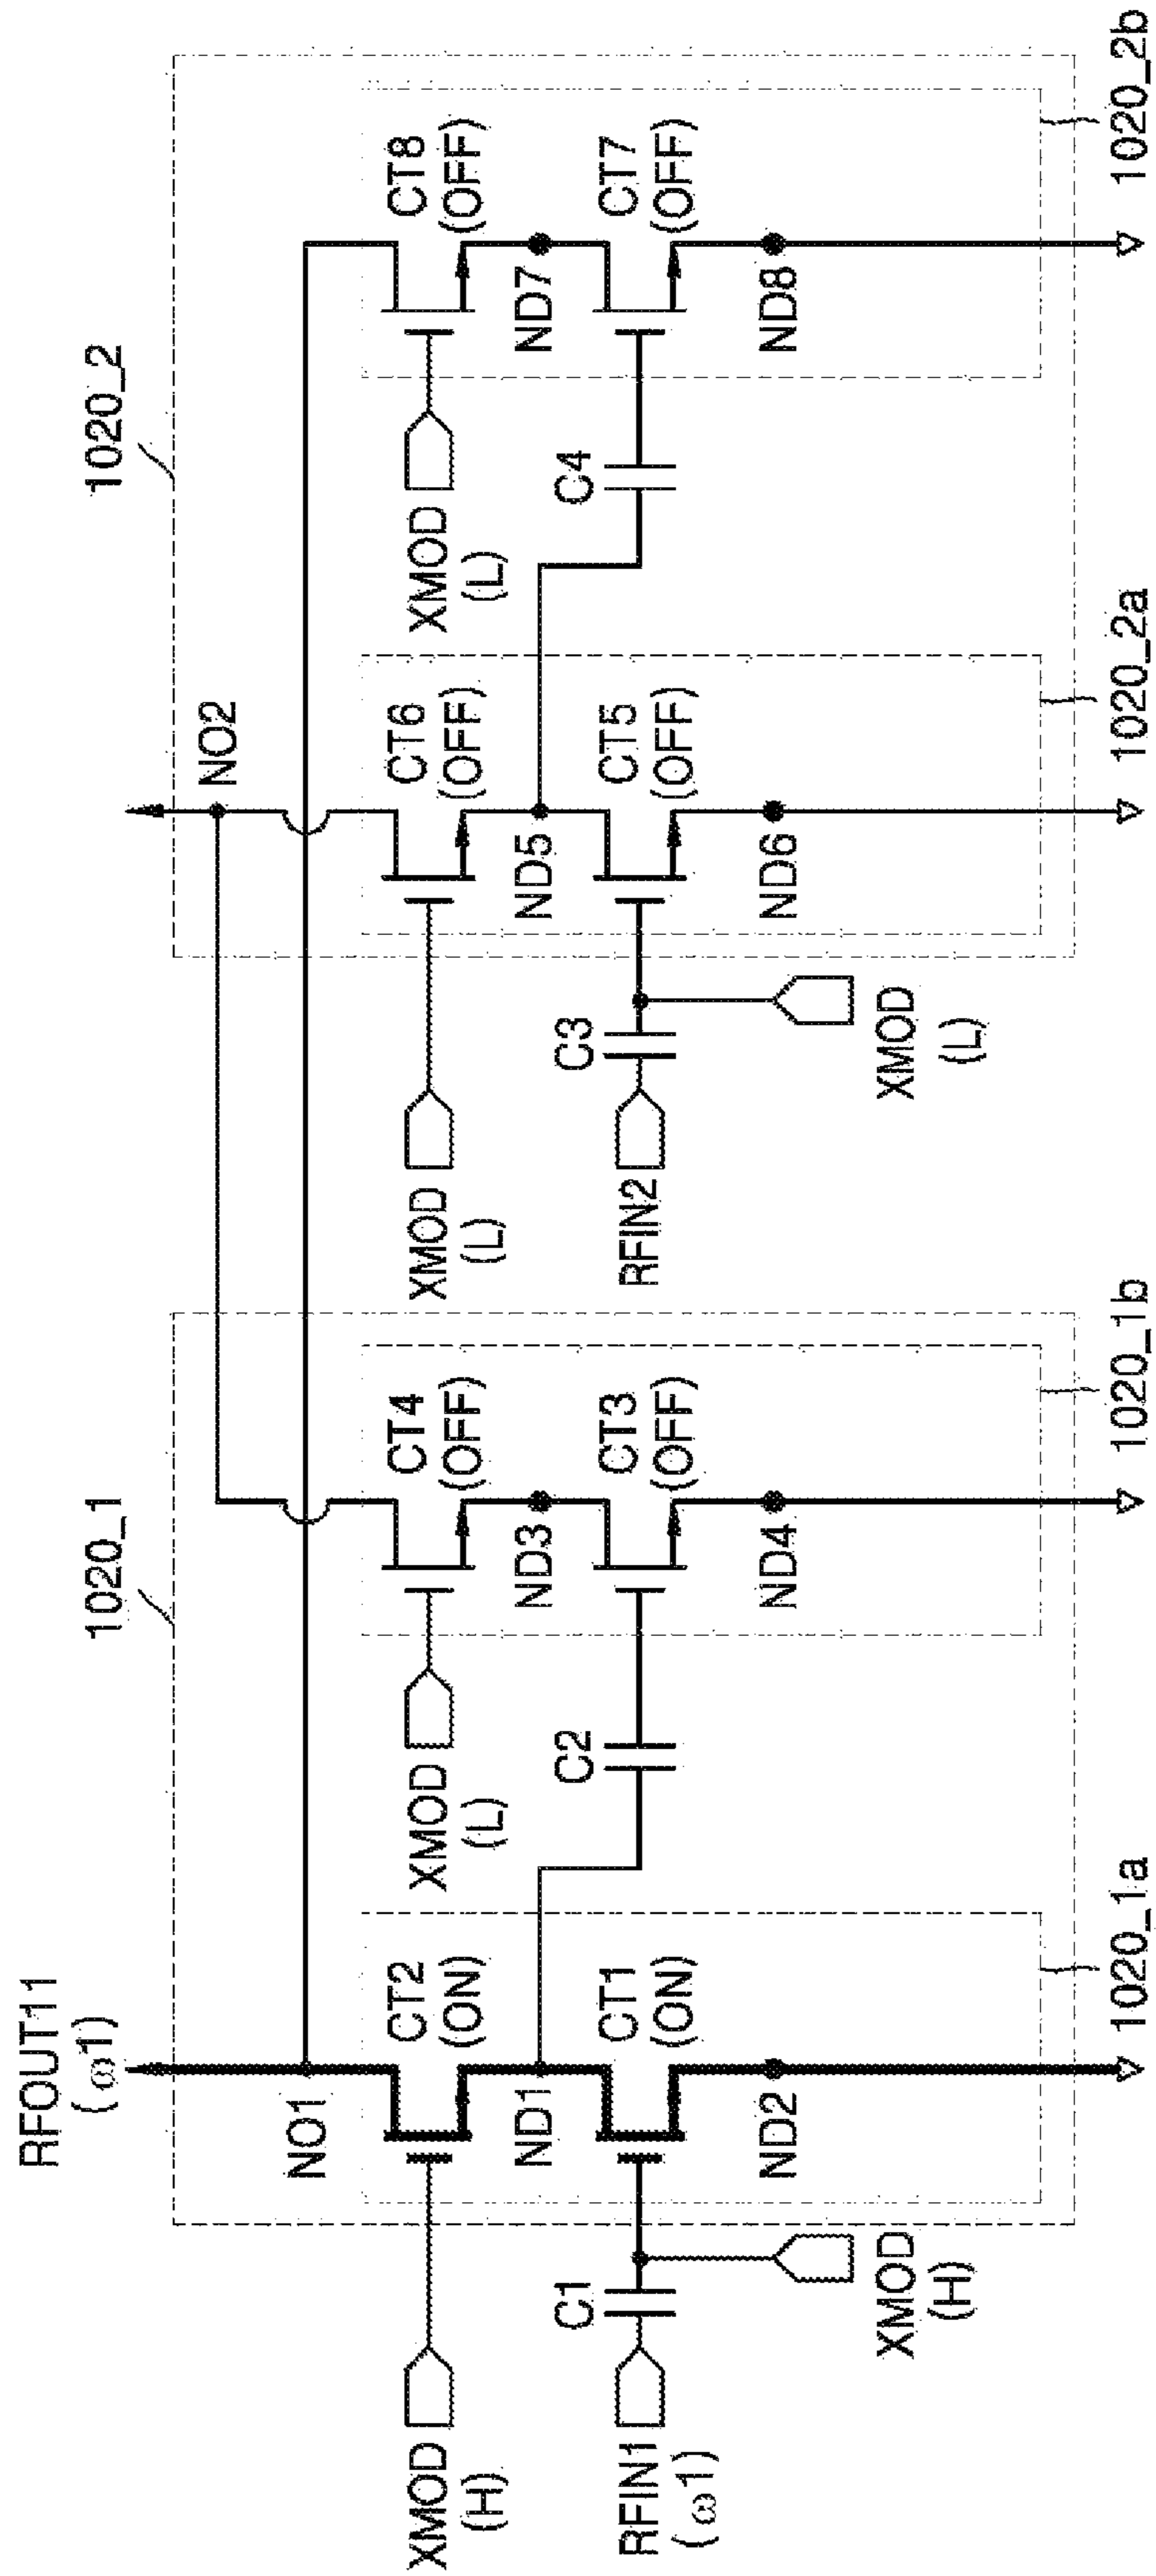 RFOUT11
(ω1)
1020_1
1020_2
NO1
NO2
XMOD
(H)
CT2
(ON)
XMOD
(L)
CT4
(OFF)
XMOD
(L)
CT6
(OFF)
XMOD
(L)
CT8
(OFF)
ND1
ND3
ND5
ND7
RFIN1
(ω1)
C1
CT1
(ON)
C2
CT3
(OFF)
RFIN2
C3
CT5
(OFF)
C4
CT7
(OFF)
XMOD
(H)
ND2
ND4
XMOD
(L)
ND6
ND8
1020_1a
1020_1b
1020_2a
1020_2b